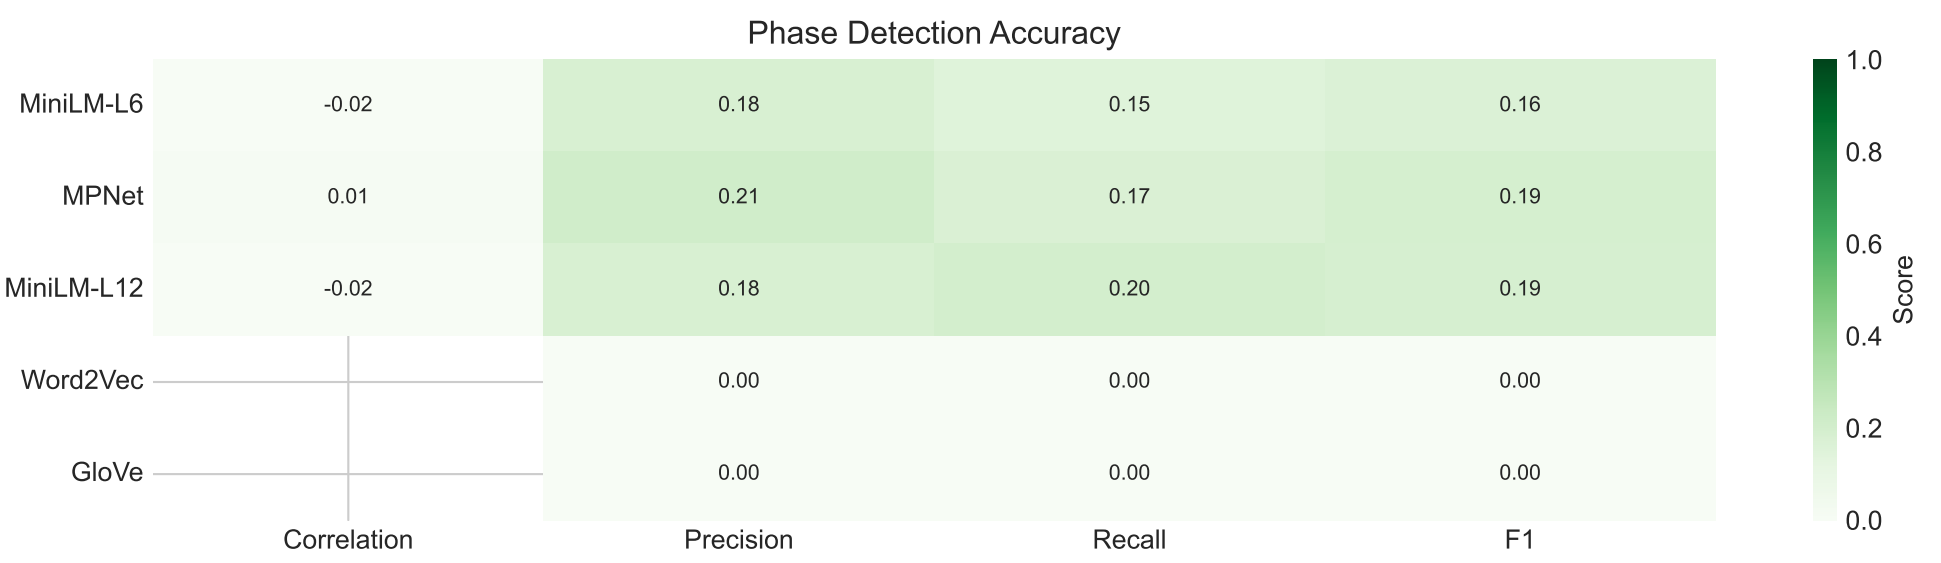 Phase Detection Accuracy
MiniLM-L6 -0.02 0.18 0.15 0.16
MPNet 0.01 0.21 0.17 0.19
MiniLM-L12 -0.02 0.18 0.20 0.19
Word2Vec 0.00 0.00 0.00
GloVe 0.00 0.00 0.00
Correlation Precision Recall F1
1.0
0.8
0.6
0.4
0.2
0.0
Score